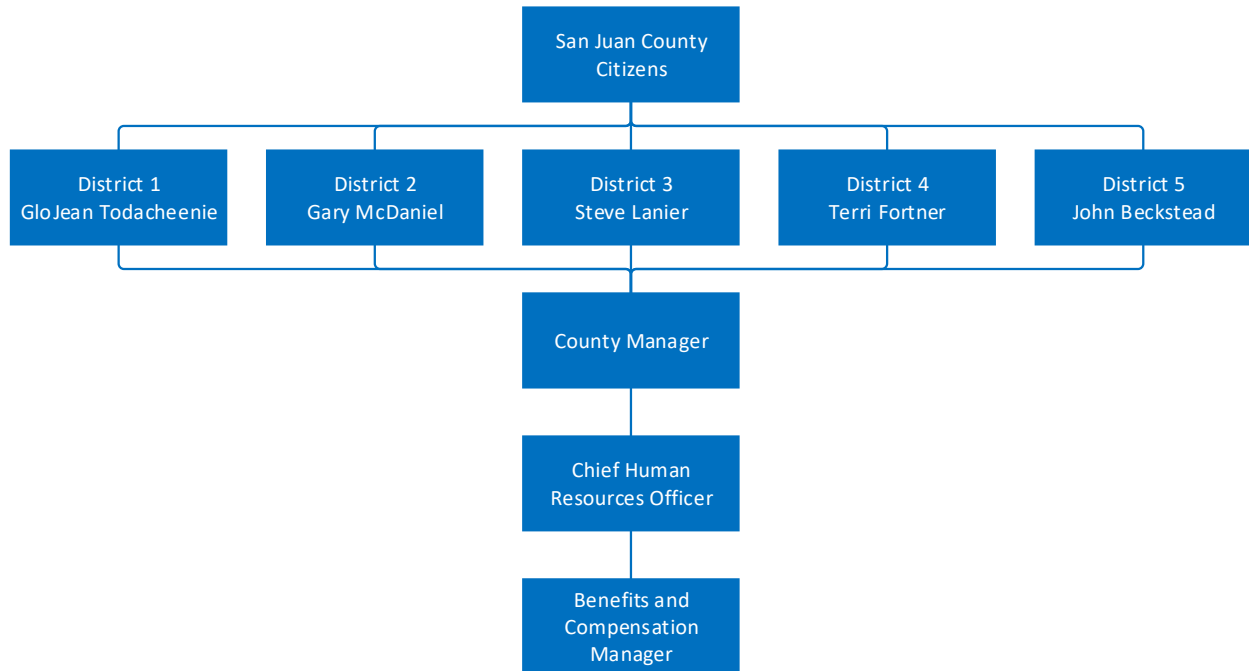 San Juan County
Citizens
District 1
GloJean Todacheenie
District 2
Gary McDaniel
District 3
Steve Lanier
District 4
Terri Fortner
District 5
John Beckstead
County Manager
Chief Human
Resources Officer
Benefits and
Compensation
Manager